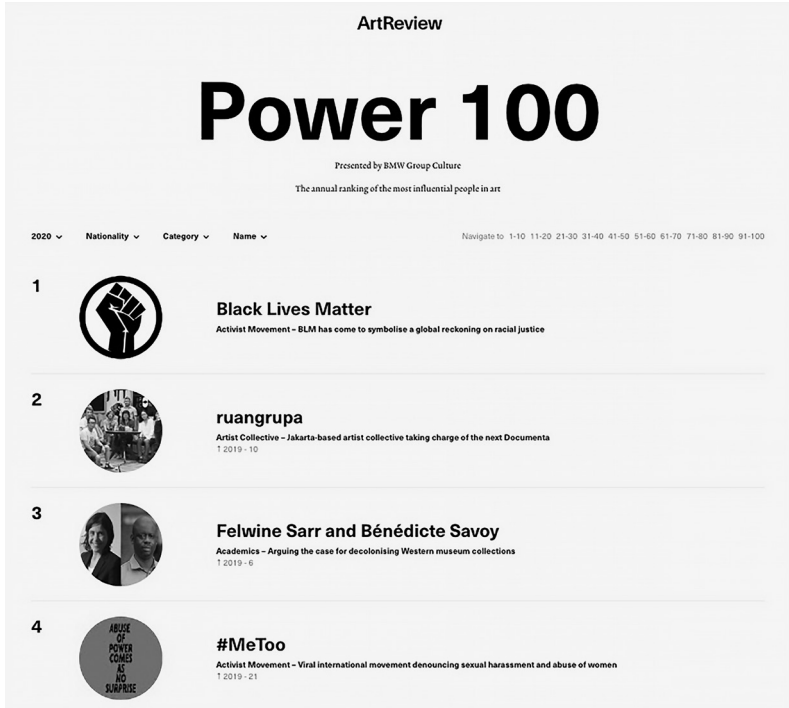 ArtReview
Power 100
Presented by BMW Group Culture
The annual ranking of the most influential people in art
2020 Nationality Category Name Navigate to 1-10 11-20 21-30 31-40 41-50 51-60 61-70 71-80 81-90 91-100
1
Black Lives Matter
Activist Movement – BLM has come to symbolise a global reckoning on racial justice
2
ruangrupa
Artist Collective – Jakarta-based artist collective taking charge of the next Documenta
↑ 2019 - 10
3
Felwine Sarr and Bénédicte Savoy
Academics – Arguing the case for decolonising Western museum collections
↑ 2019 - 6
4
ABUSE
OF
POWER
COMES
AS
NO
SURPRISE
#MeToo
Activist Movement – Viral international movement denouncing sexual harassment and abuse of women
↑ 2019 - 21